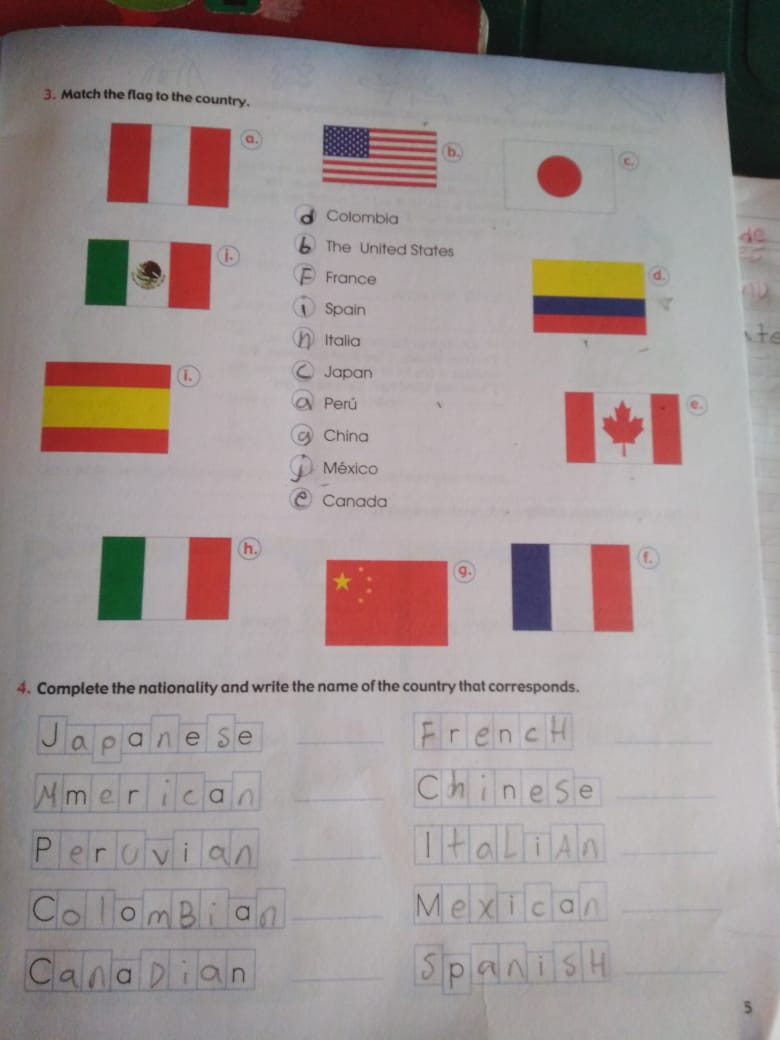 3. Match the flag to the country.
a.
b.
c.
d Colombia
b The United States
j.
F France
d.
i Spain
h Italia
i.
c Japan
a Perú
e.
g China
j México
e Canada
h.
g.
f.
4. Complete the nationality and write the name of the country that corresponds.
Japanese
FrencH
Mmerican
ChineSe
Peruvian
ItaLiAn
ColomBian
Mexican
CanaDian
SpaniSH
5
de